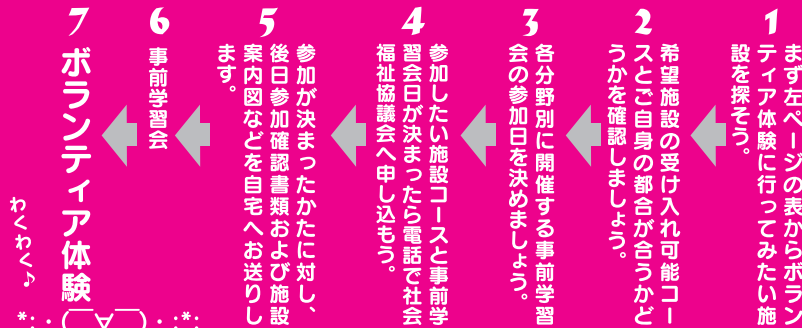 1
まず左ページの表からボラン
ティア体験に行ってみたい施
設を探そう。
2
希望施設の受け入れ可能コー
スとご自身の都合が合うかど
うかを確認しましょう。
3
各分野別に開催する事前学習
会の参加日を決めましょう。
4
参加したい施設コースと事前学
習会日が決まったら電話で社会
福祉協議会へ申し込もう。
5
参加が決まったかたに対し、
後日参加確認書類および施設
案内図などを自宅へお送りし
ます。
6
事前学習会
7
ボランティア体験
わくわく♪
*:・(￣∀￣)・:*: